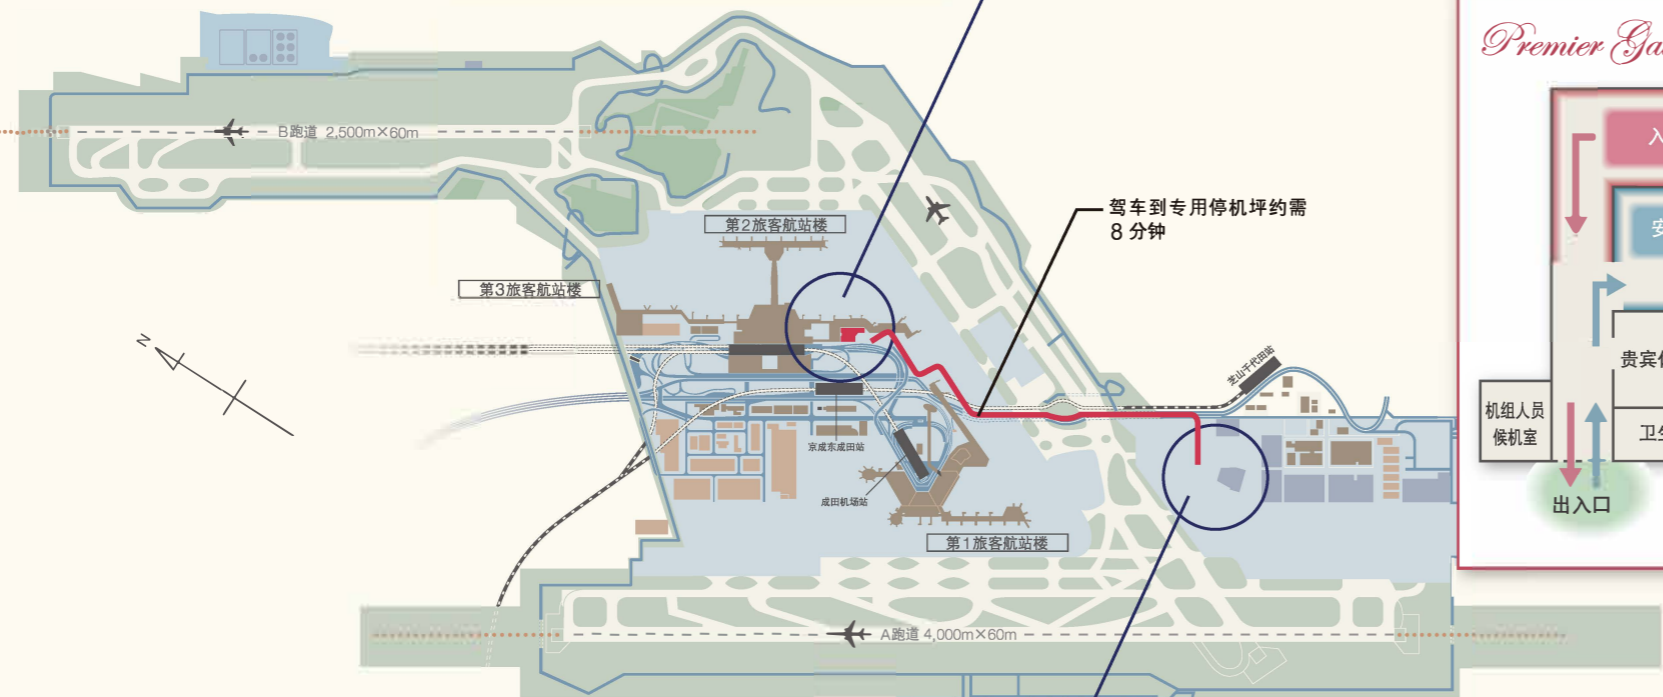 Premier
入
B跑道 2,500m×60m
驾车到专用停机坪约需
8 分钟
第2旅客航站楼
安
第3旅客航站楼
N
芝山千代田站
贵宾
机组人员
候机室
京成东成田站
成田机场站
出入口
第1旅客航站楼
A跑道 4,000m×60m